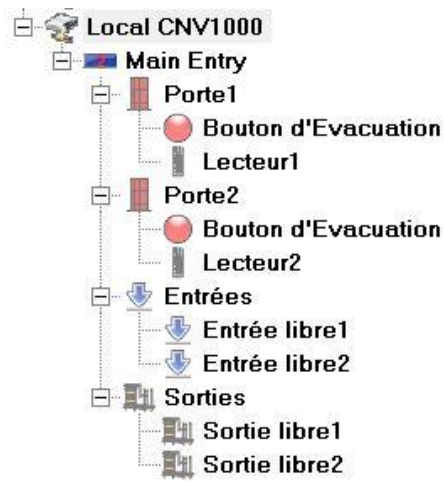 Local CNV1000
Main Entry
Porte1
Bouton d'Evacuation
Lecteur1
Porte2
Bouton d'Evacuation
Lecteur2
Entrées
Entrée libre1
Entrée libre2
Sorties
Sortie libre1
Sortie libre2